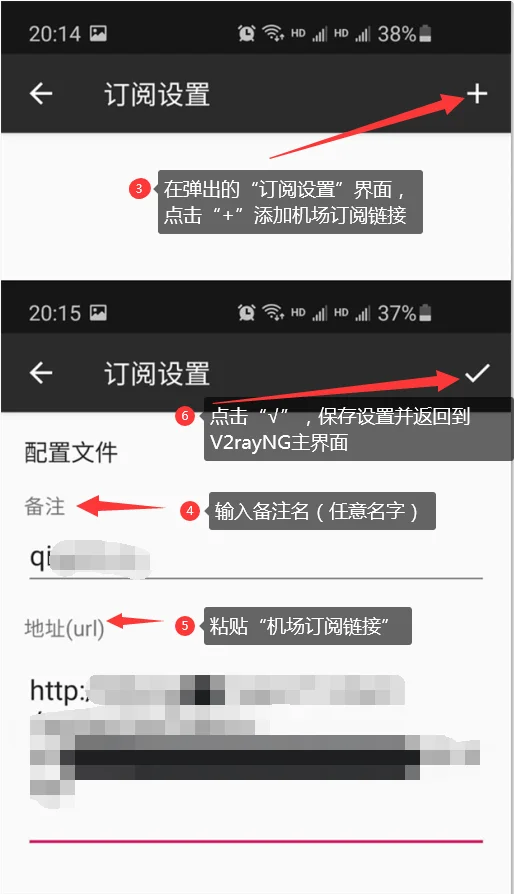 20:14 HD HD 38%
订阅设置
3 在弹出的“订阅设置”界面，
点击“+”添加机场订阅链接
20:15 HD HD 37%
订阅设置
6 点击“√”，保存设置并返回到
V2rayNG主界面
配置文件
备注
4 输入备注名（任意名字）
qi
地址(url)
5 粘贴“机场订阅链接”
http: